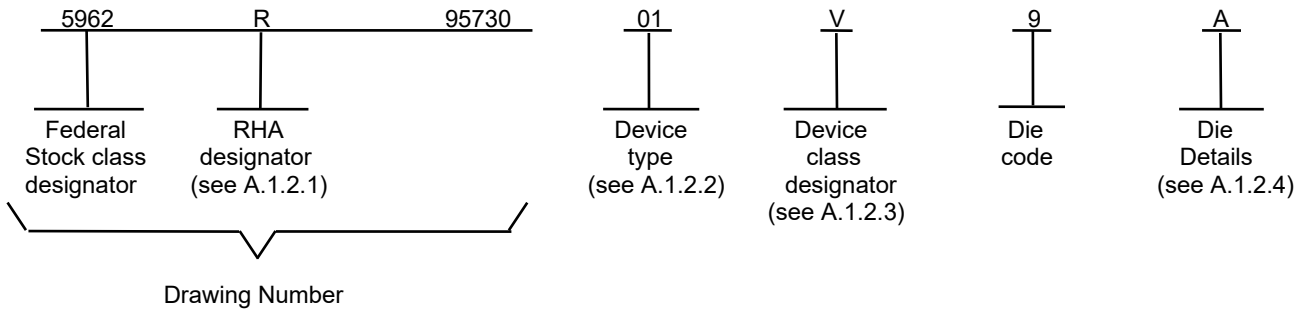 5962 R 95730 01 V 9 A
Federal Stock class designator
RHA designator (see A.1.2.1)
Device type (see A.1.2.2)
Device class designator (see A.1.2.3)
Die code
Die Details (see A.1.2.4)
Drawing Number